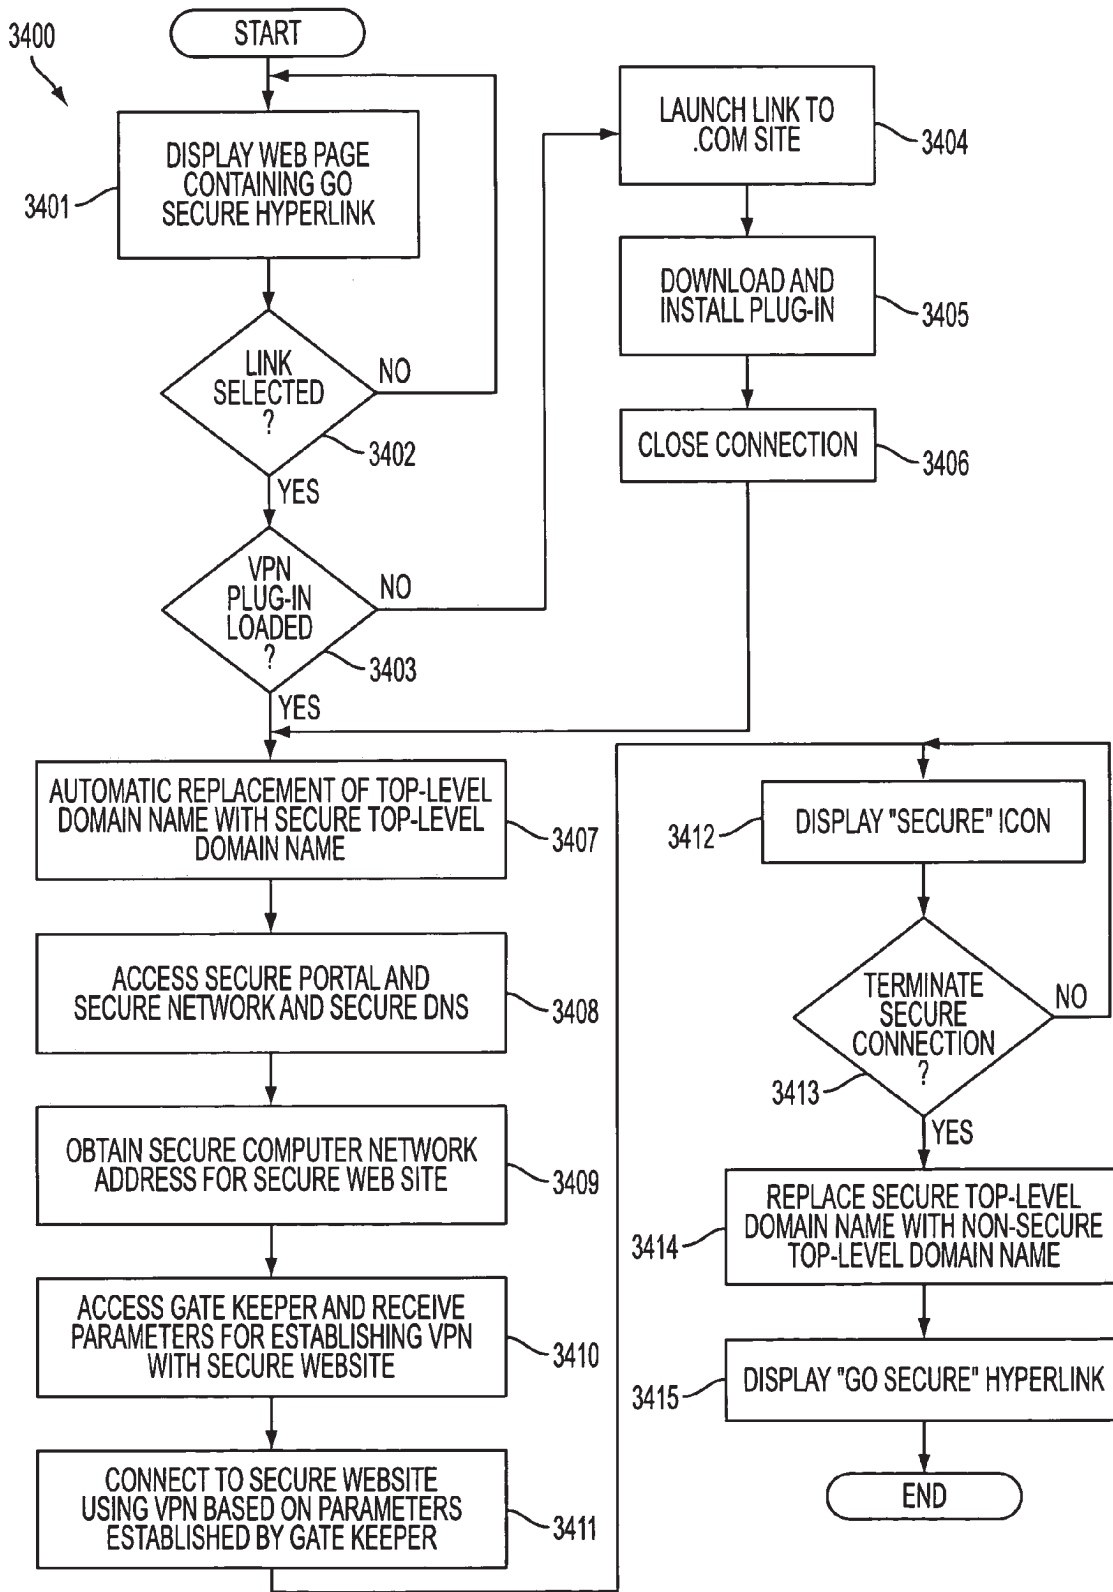 3400
START
DISPLAY WEB PAGE
CONTAINING GO
SECURE HYPERLINK
3401
LINK
SELECTED
?
NO
3402
YES
VPN
PLUG-IN
LOADED
?
NO
3403
YES
LAUNCH LINK TO
.COM SITE
3404
DOWNLOAD AND
INSTALL PLUG-IN
3405
CLOSE CONNECTION
3406
AUTOMATIC REPLACEMENT OF TOP-LEVEL
DOMAIN NAME WITH SECURE TOP-LEVEL
DOMAIN NAME
3407
ACCESS SECURE PORTAL AND
SECURE NETWORK AND SECURE DNS
3408
OBTAIN SECURE COMPUTER NETWORK
ADDRESS FOR SECURE WEB SITE
3409
ACCESS GATE KEEPER AND RECEIVE
PARAMETERS FOR ESTABLISHING VPN
WITH SECURE WEBSITE
3410
CONNECT TO SECURE WEBSITE
USING VPN BASED ON PARAMETERS
ESTABLISHED BY GATE KEEPER
3411
DISPLAY "SECURE" ICON
3412
TERMINATE
SECURE
CONNECTION
?
NO
3413
YES
REPLACE SECURE TOP-LEVEL
DOMAIN NAME WITH NON-SECURE
TOP-LEVEL DOMAIN NAME
3414
DISPLAY "GO SECURE" HYPERLINK
3415
END